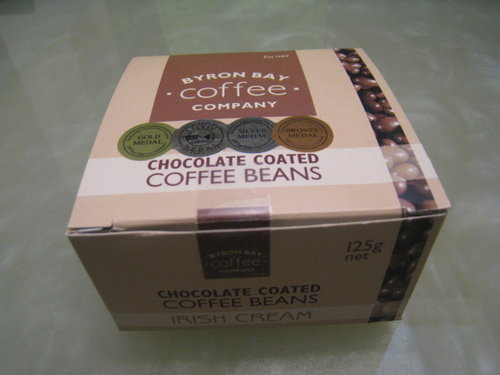 Est 1989
BYRON BAY
coffee
COMPANY
GOLD
MEDAL
SILVER
MEDAL
BRONZE
MEDAL
CHOCOLATE COATED
COFFEE BEANS
BYRON BAY
coffee
COMPANY
125g
net
CHOCOLATE COATED
COFFEE BEANS
IRISH CREAM